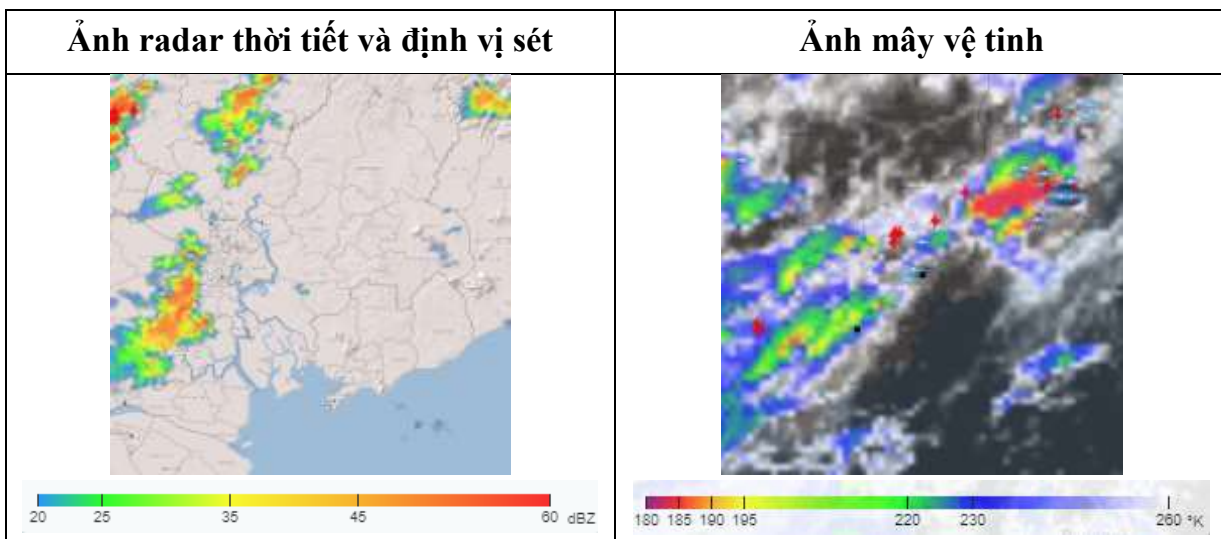 Ảnh radar thời tiết và định vị sét
Ảnh mây vệ tinh
20 25 35 45 60 dBZ
180 185 190 195 220 230 260 °K